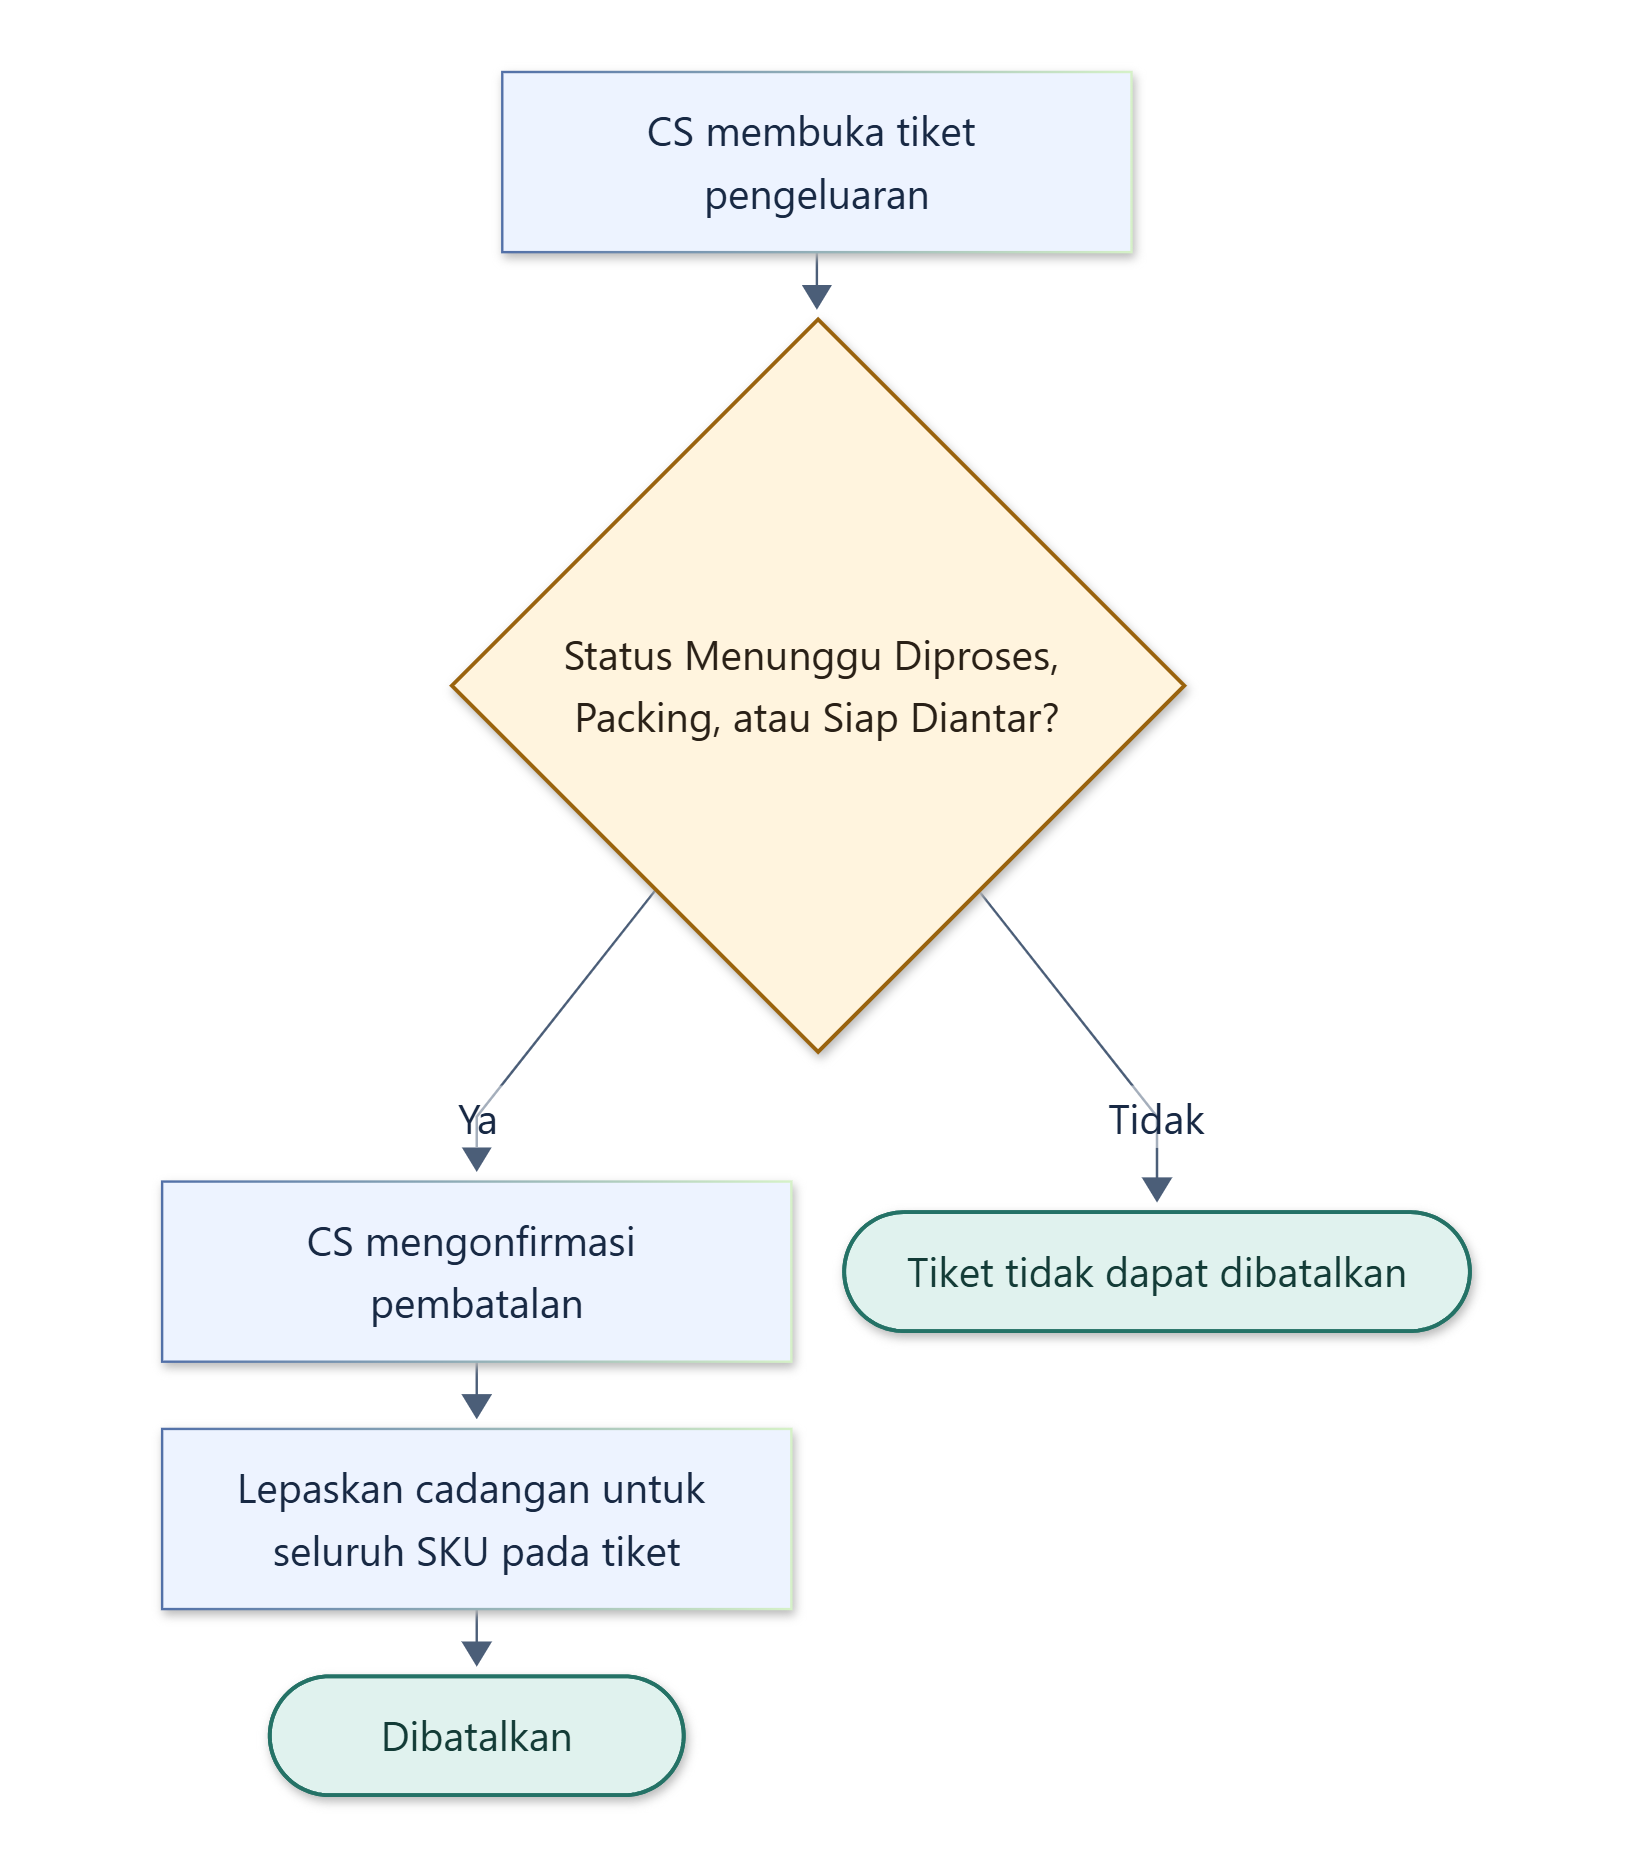 CS membuka tiket
pengeluaran
Status Menunggu Diproses,
Packing, atau Siap Diantar?
Ya
Tidak
CS mengonfirmasi
pembatalan
Tiket tidak dapat dibatalkan
Lepaskan cadangan untuk
seluruh SKU pada tiket
Dibatalkan